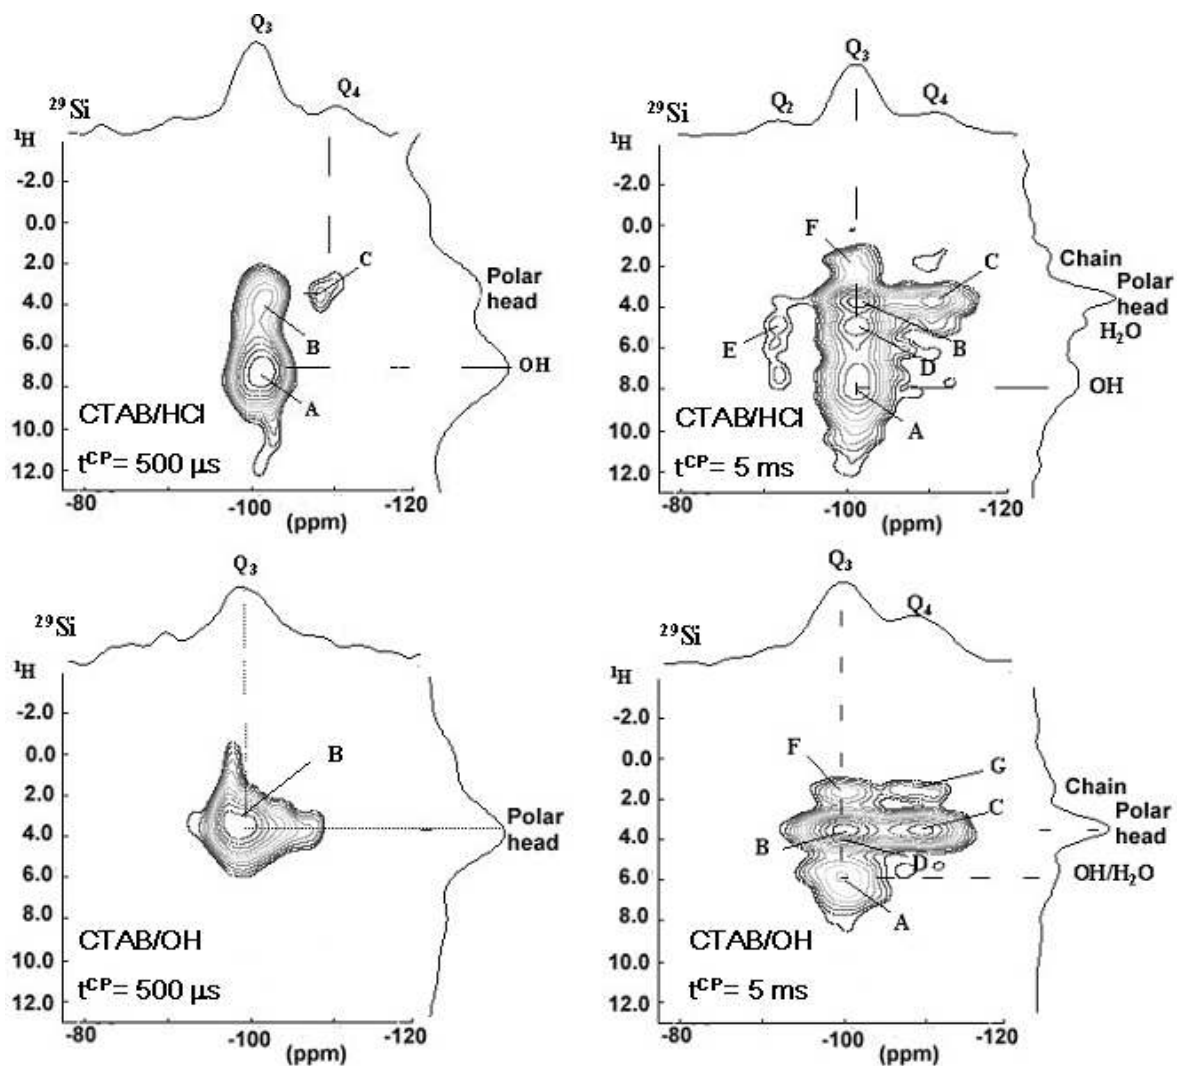 Q3
Q4
29Si
1H
-2.0
0.0
2.0
4.0
6.0
8.0
10.0
12.0
C
B
A
Polar
head
OH
CTAB/HCl
tCP= 500 µs
-80
-100
-120
(ppm)
Q3
Q2
Q4
29Si
1H
-2.0
0.0
2.0
4.0
6.0
8.0
10.0
12.0
F
C
E
B
D
A
Chain
Polar
head
H2O
OH
CTAB/HCl
tCP= 5 ms
-80
-100
-120
(ppm)
Q3
29Si
1H
-2.0
0.0
2.0
4.0
6.0
8.0
10.0
12.0
B
Polar
head
CTAB/OH
tCP= 500 µs
-80
-100
-120
(ppm)
Q3
Q4
29Si
1H
-2.0
0.0
2.0
4.0
6.0
8.0
10.0
12.0
F
G
C
B
D
A
Chain
Polar
head
OH/H2O
CTAB/OH
tCP= 5 ms
-80
-100
-120
(ppm)